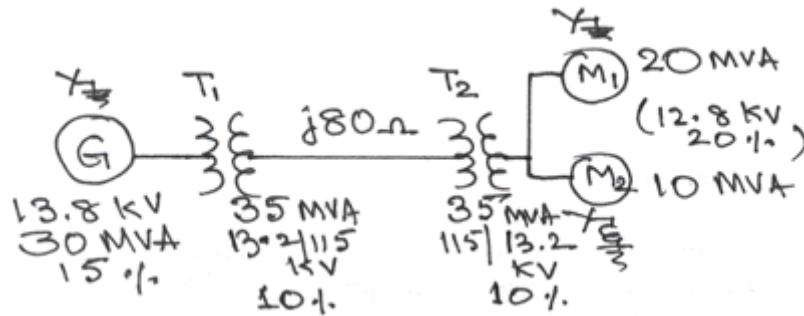 T₁
T₂
j80Ω
G
M₁
20 MVA
(12.8 KV
20%)
M₂
10 MVA
13.8 KV
30 MVA
15%
35 MVA
13.2/115
KV
10%
35 MVA
115/13.2
KV
10%